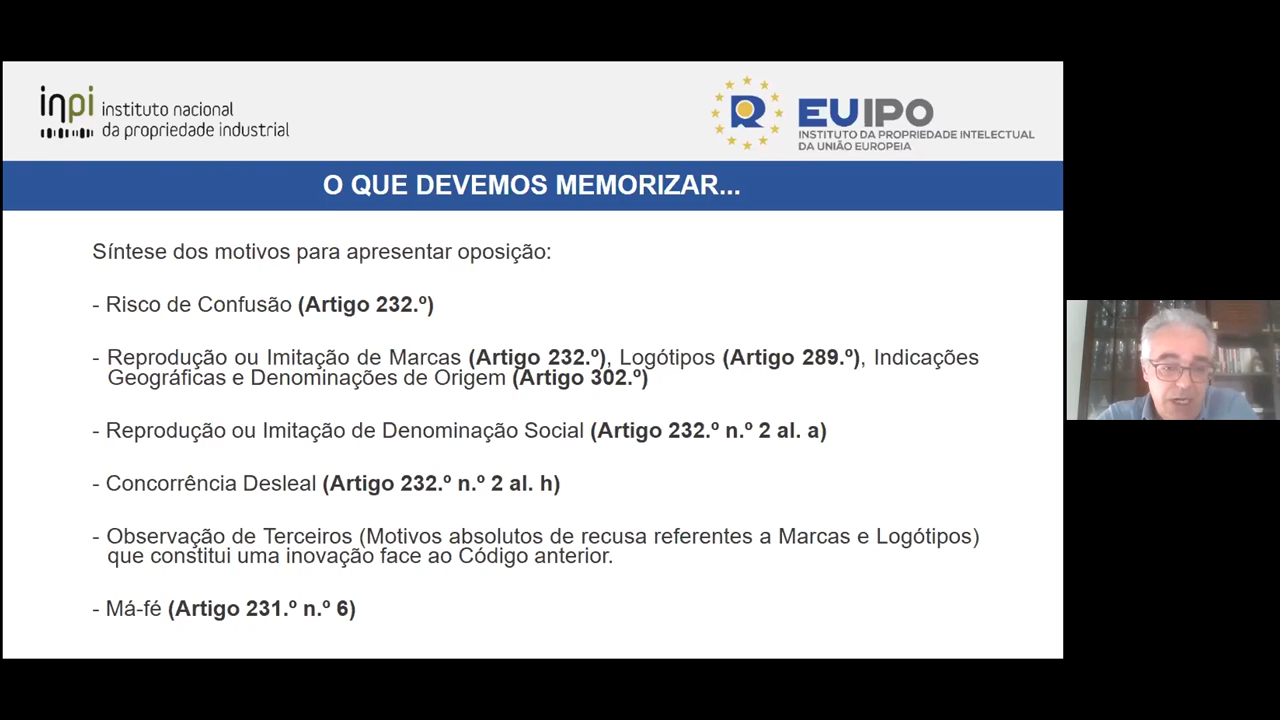 inpi instituto nacional
da propriedade industrial
EUIPO
INSTITUTO DA PROPRIEDADE INTELECTUAL
DA UNIÃO EUROPEIA
O QUE DEVEMOS MEMORIZAR...
Síntese dos motivos para apresentar oposição:
- Risco de Confusão (Artigo 232.º)
- Reprodução ou Imitação de Marcas (Artigo 232.º), Logótipos (Artigo 289.º), Indicações
Geográficas e Denominações de Origem (Artigo 302.º)
- Reprodução ou Imitação de Denominação Social (Artigo 232.º n.º 2 al. a)
- Concorrência Desleal (Artigo 232.º n.º 2 al. h)
- Observação de Terceiros (Motivos absolutos de recusa referentes a Marcas e Logótipos)
que constitui uma inovação face ao Código anterior.
- Má-fé (Artigo 231.º n.º 6)